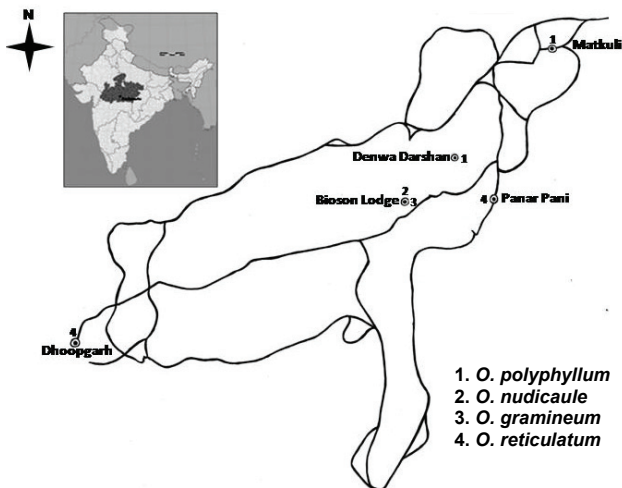 N
1
Matkuli
Denwa Darshan 1
2
Bioson Lodge 3
4 Panar Pani
4
Dhoopgarh
1. O. polyphyllum
2. O. nudicaule
3. O. gramineum
4. O. reticulatum